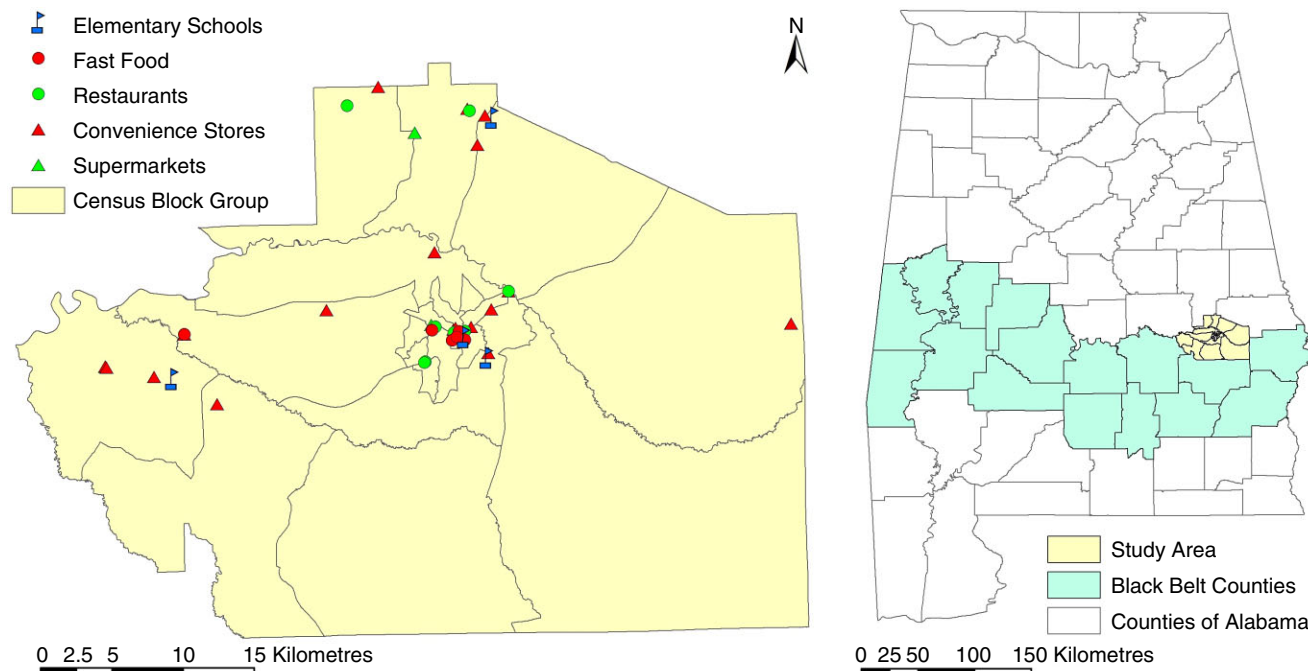 Elementary Schools
Fast Food
Restaurants
Convenience Stores
Supermarkets
Census Block Group
N
0 2.5 5 10 15 Kilometres
Study Area
Black Belt Counties
Counties of Alabama
0 25 50 100 150 Kilometres